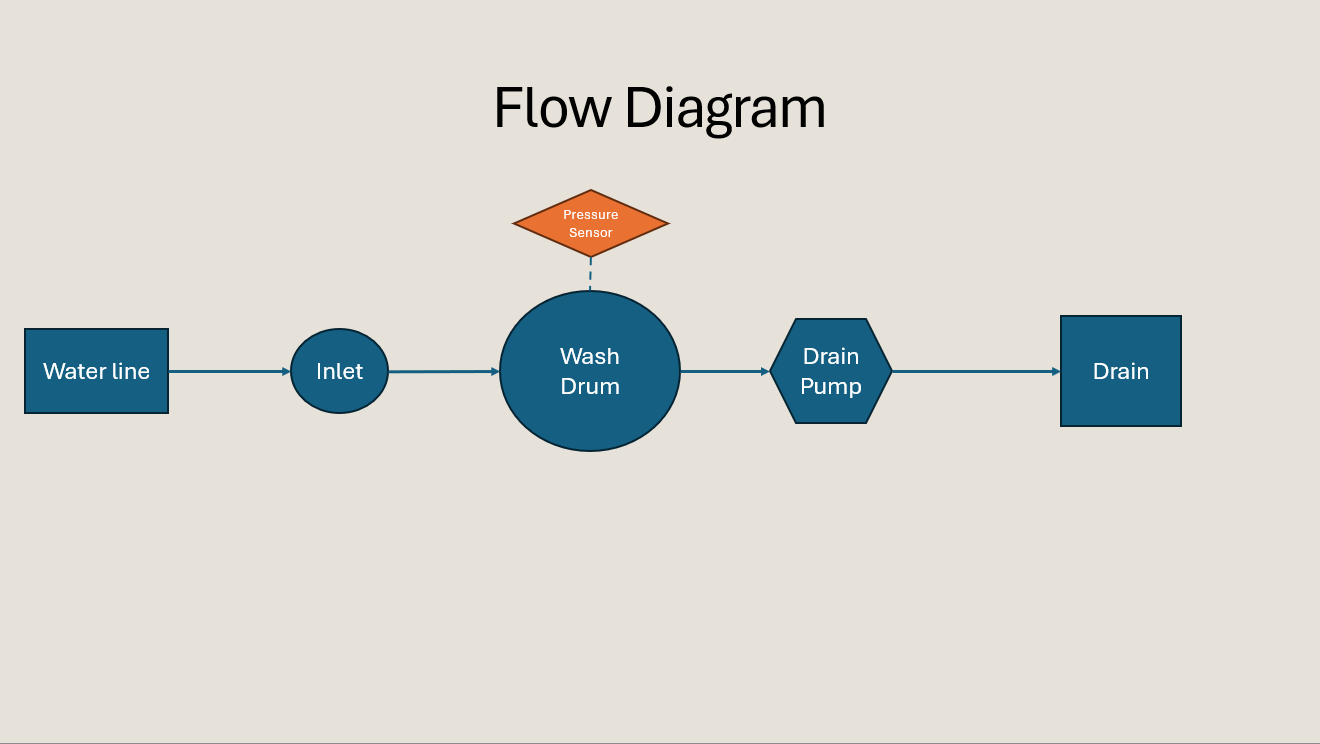 Flow Diagram
Pressure
Sensor
Water line
Inlet
Wash
Drum
Drain
Pump
Drain